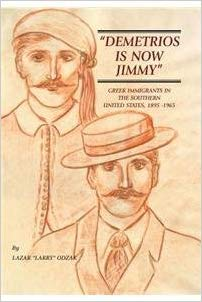 "DEMETRIOS
IS NOW
JIMMY"
GREEK IMMIGRANTS IN
THE SOUTHERN
UNITED STATES, 1895 -1965
By
LAZAR "LARRY" ODZAK